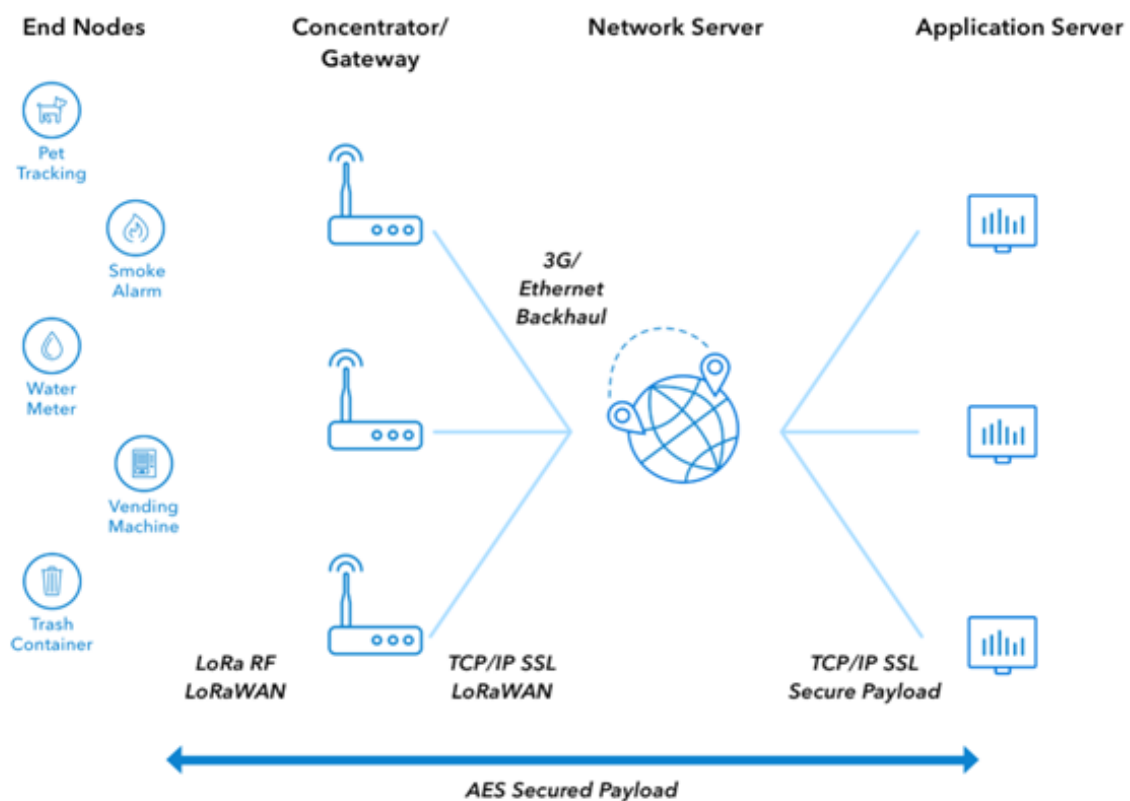 End Nodes
Concentrator/
Gateway
Network Server
Application Server
Pet
Tracking
Smoke
Alarm
Water
Meter
Vending
Machine
Trash
Container
3G/
Ethernet
Backhaul
LoRa RF
LoRaWAN
TCP/IP SSL
LoRaWAN
TCP/IP SSL
Secure Payload
AES Secured Payload